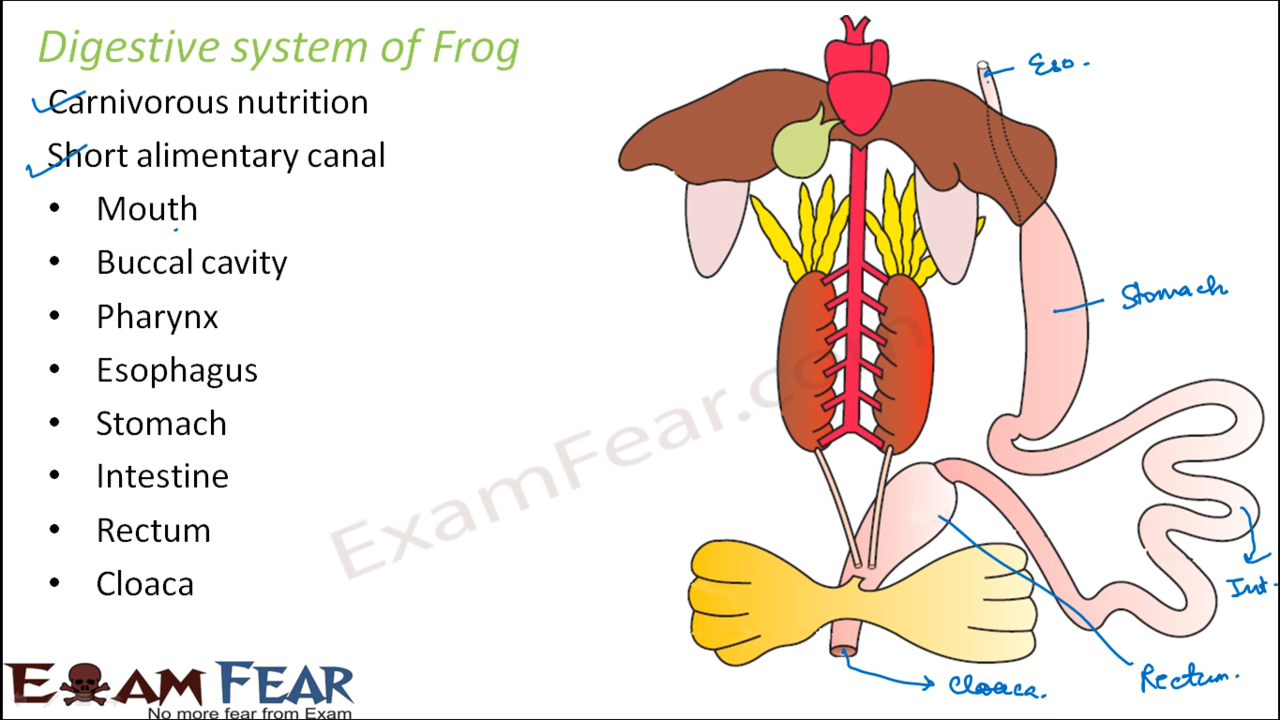 Digestive system of Frog
Carnivorous nutrition
Short alimentary canal
• Mouth
• Buccal cavity
• Pharynx
• Esophagus
• Stomach
• Intestine
• Rectum
• Cloaca
Eso.
Stomach
Int.
Rectum.
Cloaca.
ExamFear.com
EXAM FEAR
No more fear from Exam